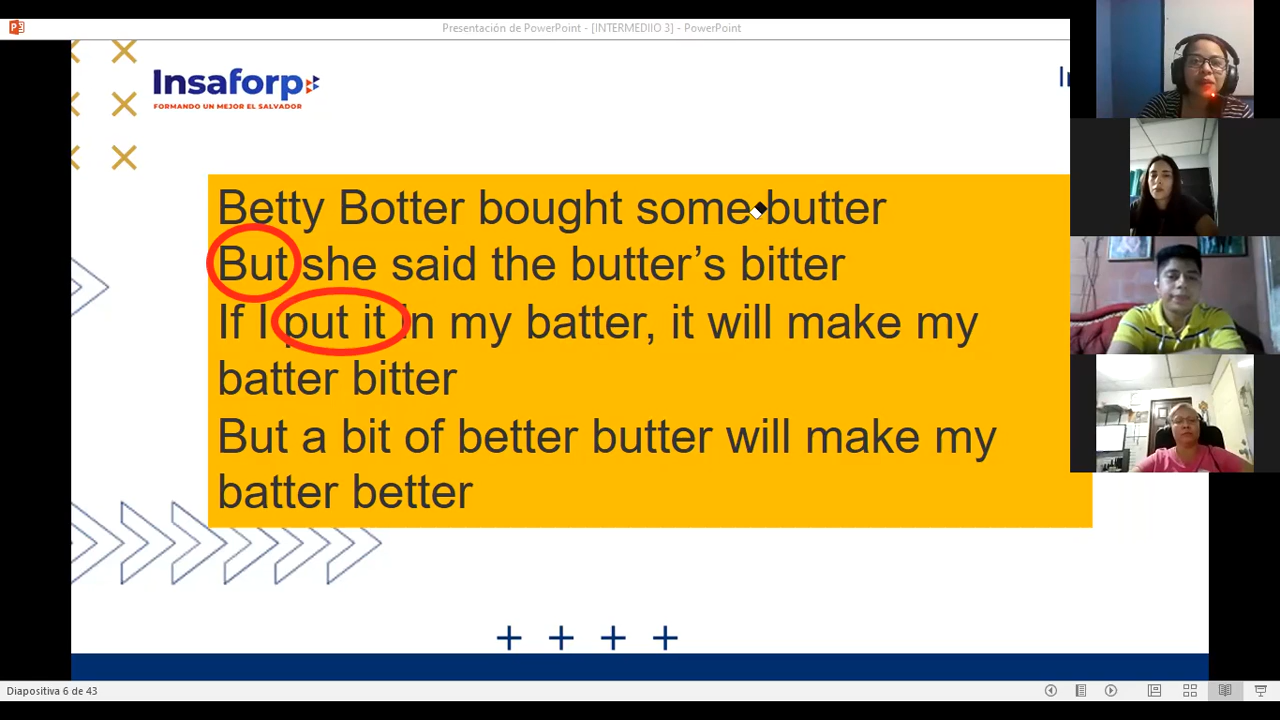 Presentación de PowerPoint - [INTERMEDIIO 3] - PowerPoint
Insaforp
FORMANDO UN MEJOR EL SALVADOR
Betty Botter bought some butter
But she said the butter’s bitter
If I put it in my batter, it will make my
batter bitter
But a bit of better butter will make my
batter better
Diapositiva 6 de 43